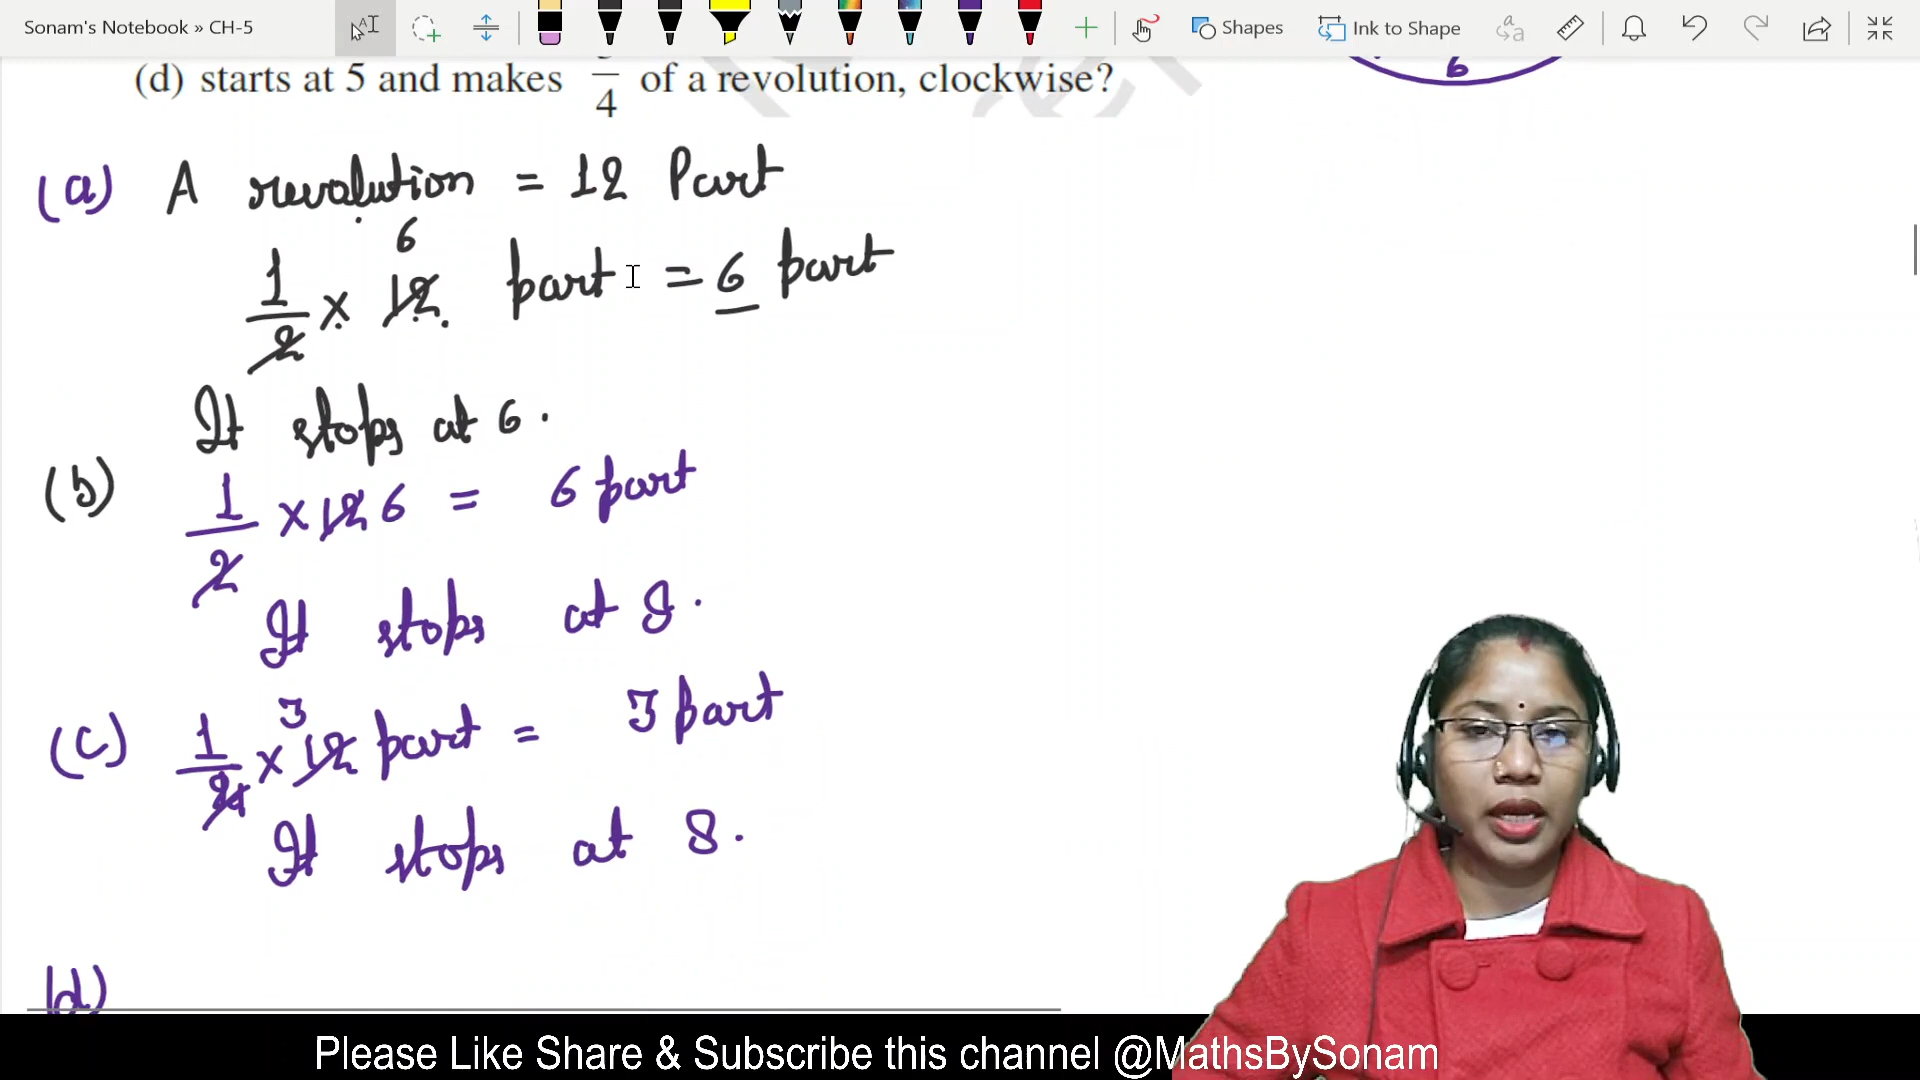 Sonam's Notebook » CH-5
Shapes
Ink to Shape
(d) starts at 5 and makes /4 of a revolution, clockwise?
6
(a) A revolution = 12 Part
6
1/2 × 12 part = 6 part
It stops at 6.
(b) 1/2 × 12 6 = 6 part
It stops at 8.
3
(c) 1/4 × 12 part = 3 part
It stops at 8.
(d)
Please Like Share & Subscribe this channel @MathsBySonam